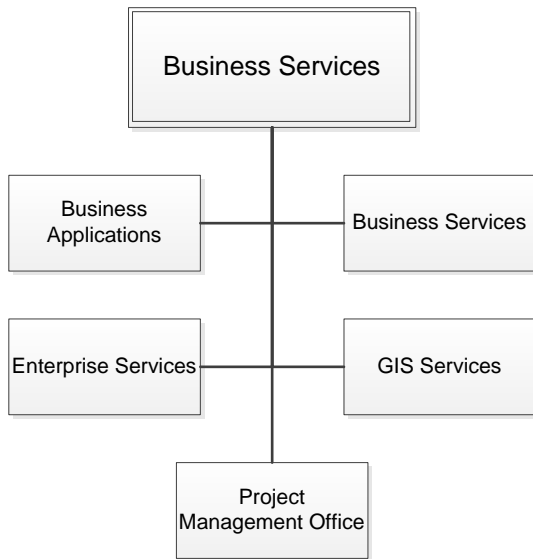 Business Services
Business
Applications
Business Services
Enterprise Services
GIS Services
Project
Management Office